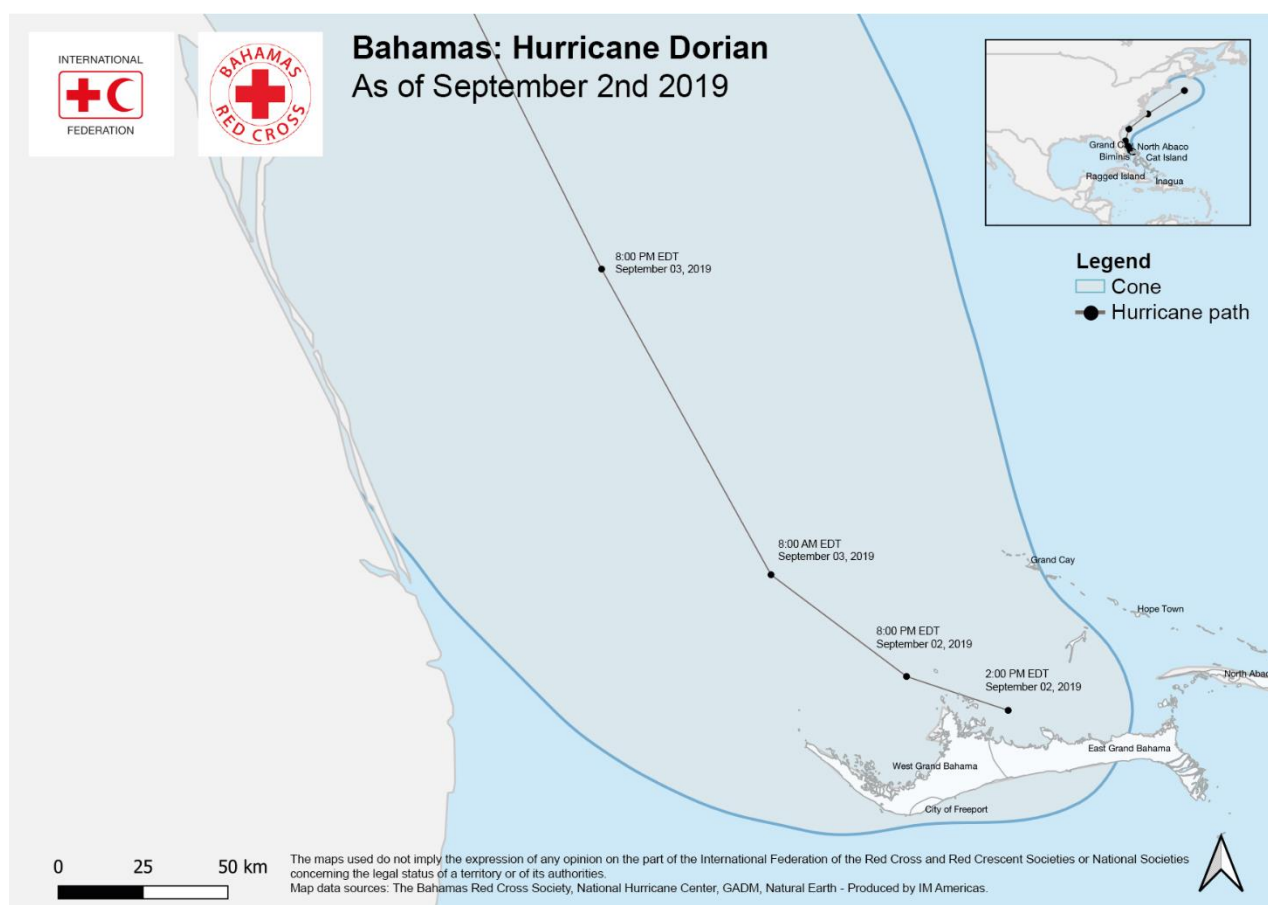 INTERNATIONAL
FEDERATION
BAHAMAS
RED CROSS
Bahamas: Hurricane Dorian
As of September 2nd 2019
North Abaco
Biminis
Cat Island
Ragged Island
Inagua
Legend
Cone
Hurricane path
8:00 PM EDT
September 03, 2019
8:00 AM EDT
September 03, 2019
Grand Cay
Hope Town
8:00 PM EDT
September 02, 2019
2:00 PM EDT
September 02, 2019
North Abac
East Grand Bahama
West Grand Bahama
City of Freeport
0 25 50 km
The maps used do not imply the expression of any opinion on the part of the International Federation of the Red Cross and Red Crescent Societies or National Societies
concerning the legal status of a territory or of its authorities.
Map data sources: The Bahamas Red Cross Society, National Hurricane Center, GADM, Natural Earth - Produced by IM Americas.